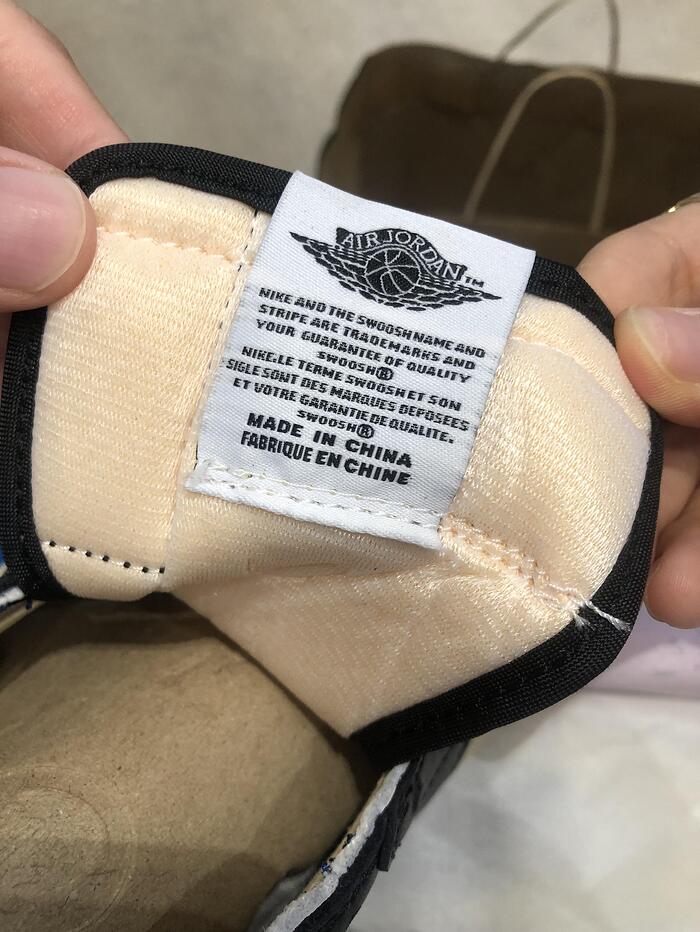 AIR JORDAN™
NIKE AND THE SWOOSH NAME AND
STRIPE ARE TRADEMARKS AND
YOUR GUARANTEE OF QUALITY
SWOOSH®
NIKE.LE TERME SWOOSH ET SON
SIGLE SONT DES MARQUES DEPOSEES
ET VOTRE GARANTIE DE QUALITE.
SWOOSH®
MADE IN CHINA
FABRIQUE EN CHINE